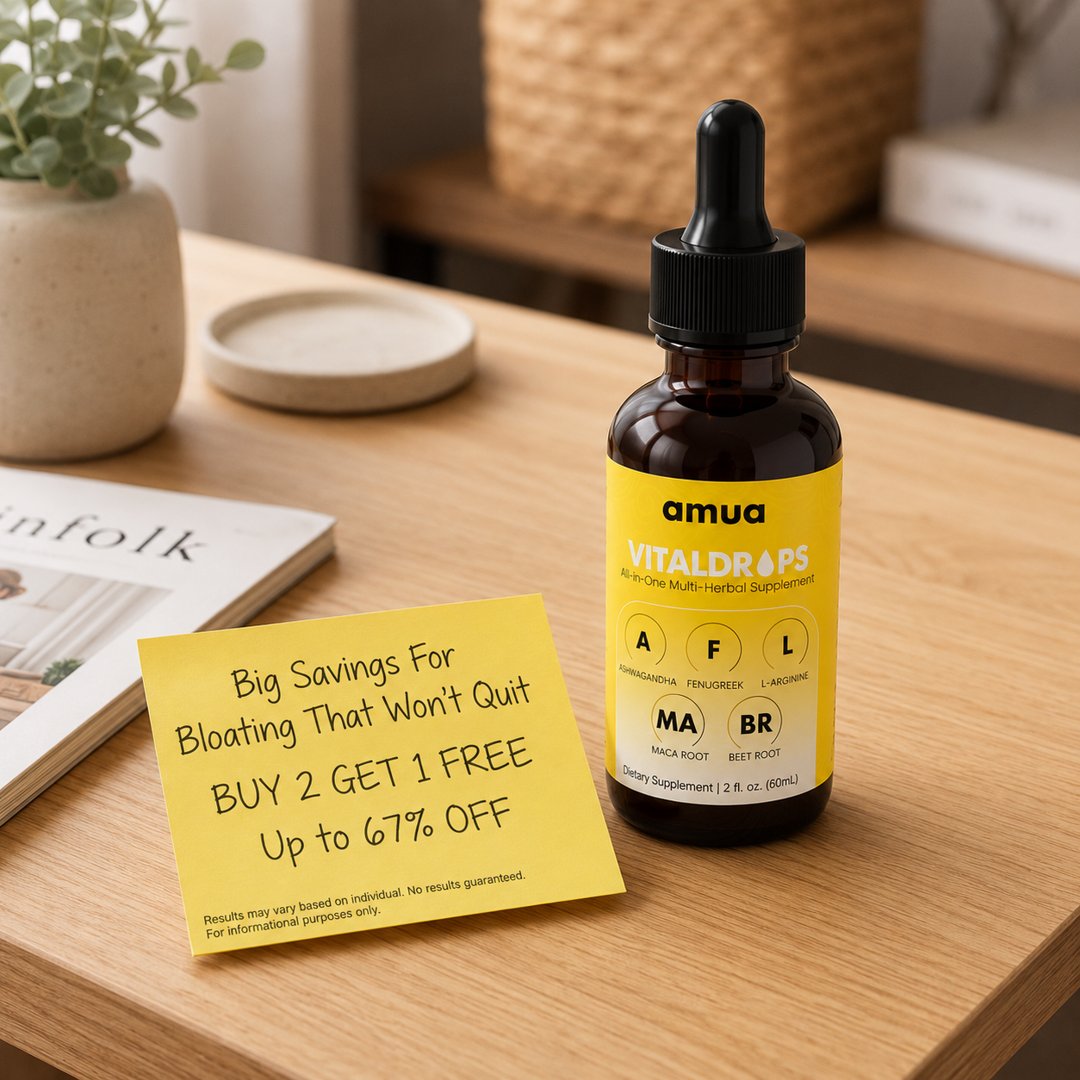 infolk
Big Savings For
Bloating That Won't Quit
BUY 2 GET 1 FREE
Up to 67% OFF
Results may vary based on individual. No results guaranteed.
For informational purposes only.
amua
VITALDROPS
All-in-One Multi-Herbal Supplement
A
F
L
ASHWAGANDHA
FENUGREEK
L-ARGININE
MA
BR
MACA ROOT
BEET ROOT
Dietary Supplement | 2 fl. oz. (60mL)